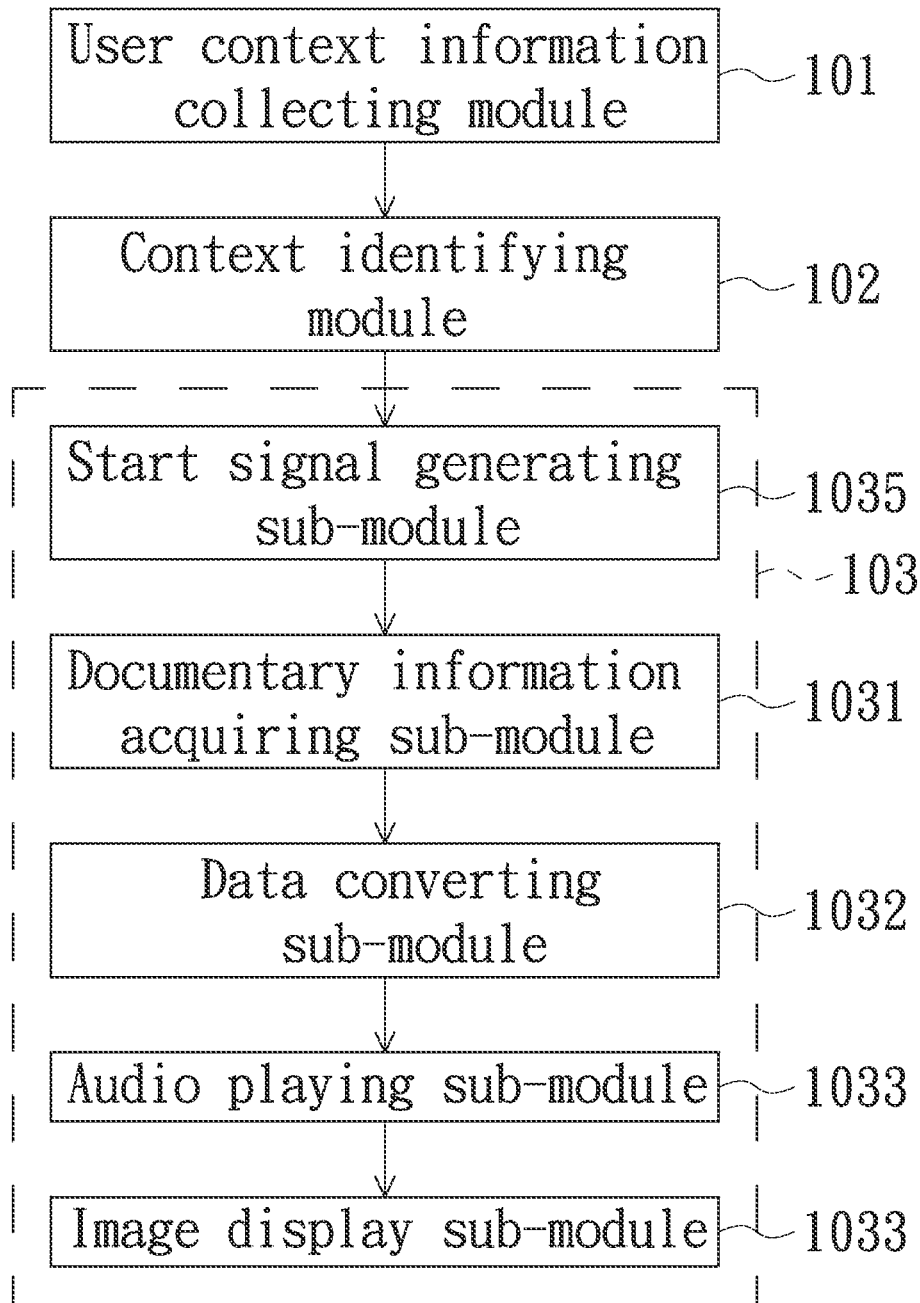 User context information
collecting module
101
Context identifying
module
102
Start signal generating
sub-module
1035
103
Documentary information
acquiring sub-module
1031
Data converting
sub-module
1032
Audio playing sub-module
1033
Image display sub-module
1033